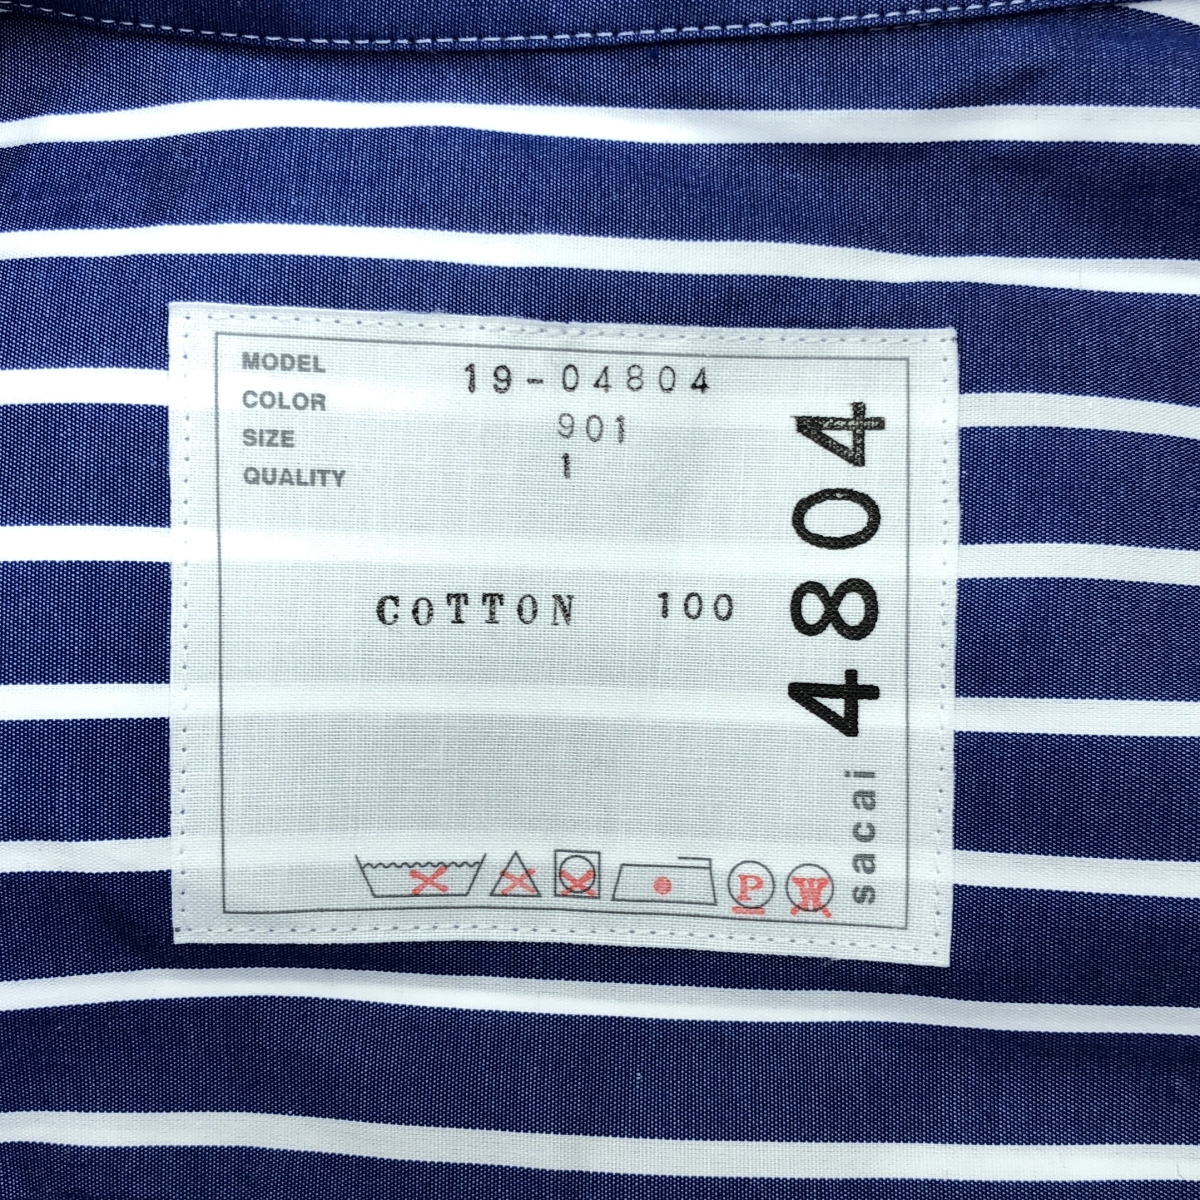 MODEL 19-04804
COLOR 901
SIZE 1
QUALITY
COTTON 100
P W
sacai 4804